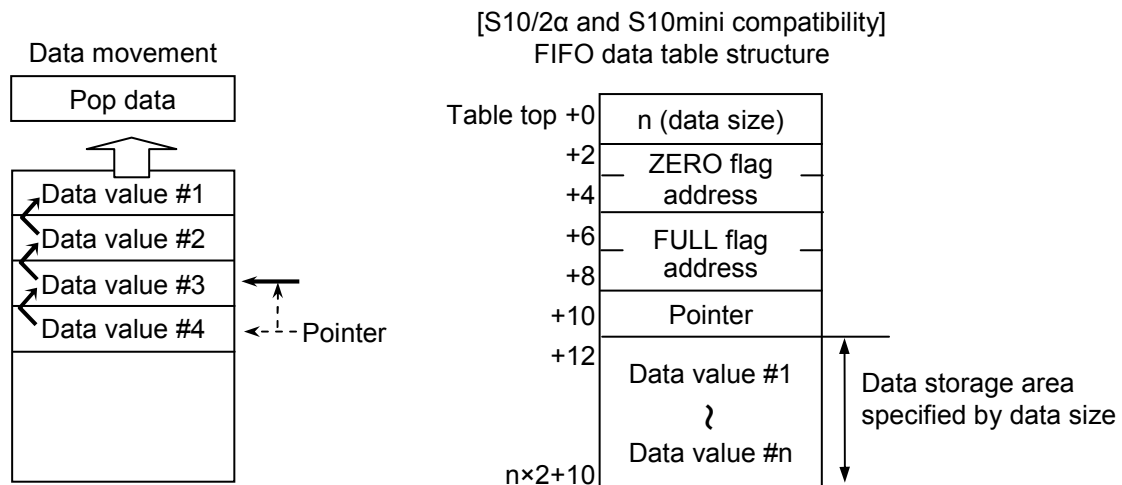 Data movement
Pop data
Data value #1
Data value #2
Data value #3
Data value #4
Pointer
[S10/2α and S10mini compatibility]
FIFO data table structure
Table top +0
n (data size)
+2
ZERO flag
+4
address
+6
FULL flag
+8
address
+10
Pointer
+12
Data value #1
~
Data value #n
n×2+10
Data storage area
specified by data size